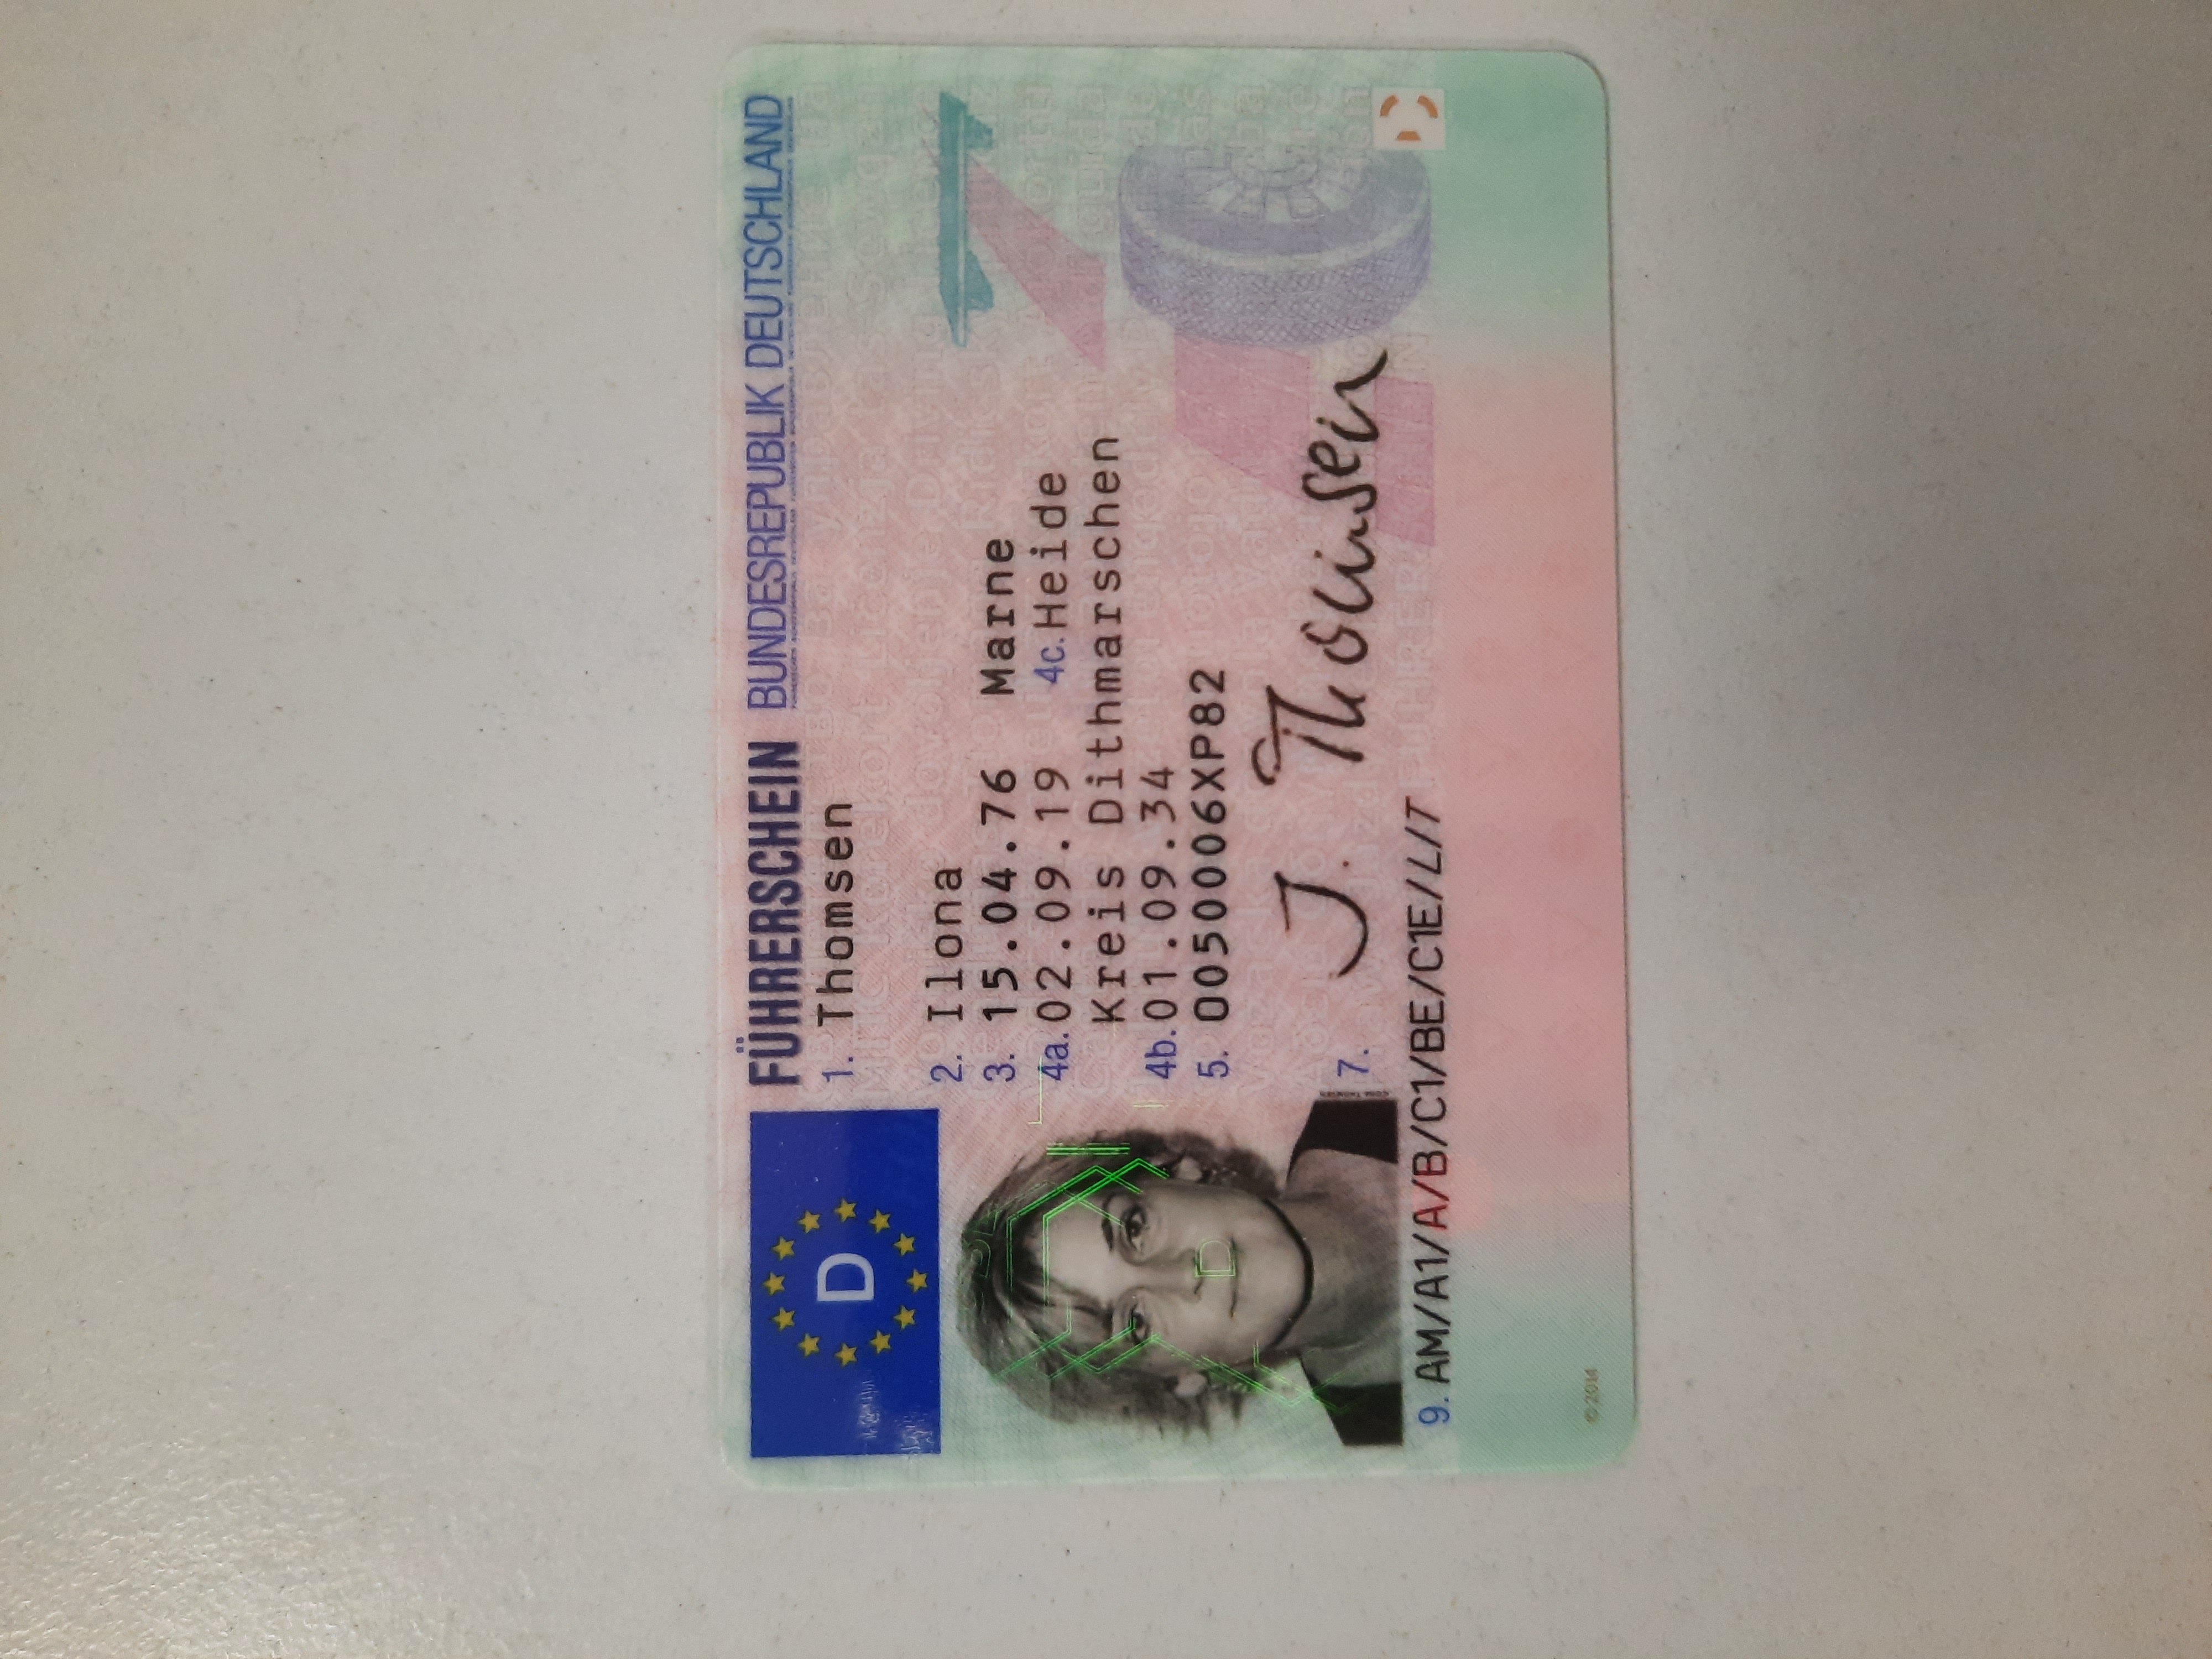 D
FÜHRERSCHEIN BUNDESREPUBLIK DEUTSCHLAND
1. Thomsen
2. Ilona
3. 15.04.76 Marne
4a. 02.09.19 4c. Heide
Kreis Dithmarschen
4b. 01.09.34
5. O050006XP82
7. I. Thomsen
9. AM/A1/A/B/C1/BE/C1E/L/T
©2014